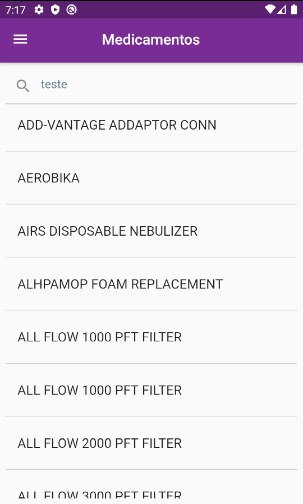 7:17
Medicamentos
teste
ADD-VANTAGE ADDAPTOR CONN
AEROBIKA
AIRS DISPOSABLE NEBULIZER
ALHPAMOP FOAM REPLACEMENT
ALL FLOW 1000 PFT FILTER
ALL FLOW 1000 PFT FILTER
ALL FLOW 2000 PFT FILTER
ALL FLOW 3000 PFT FILTER